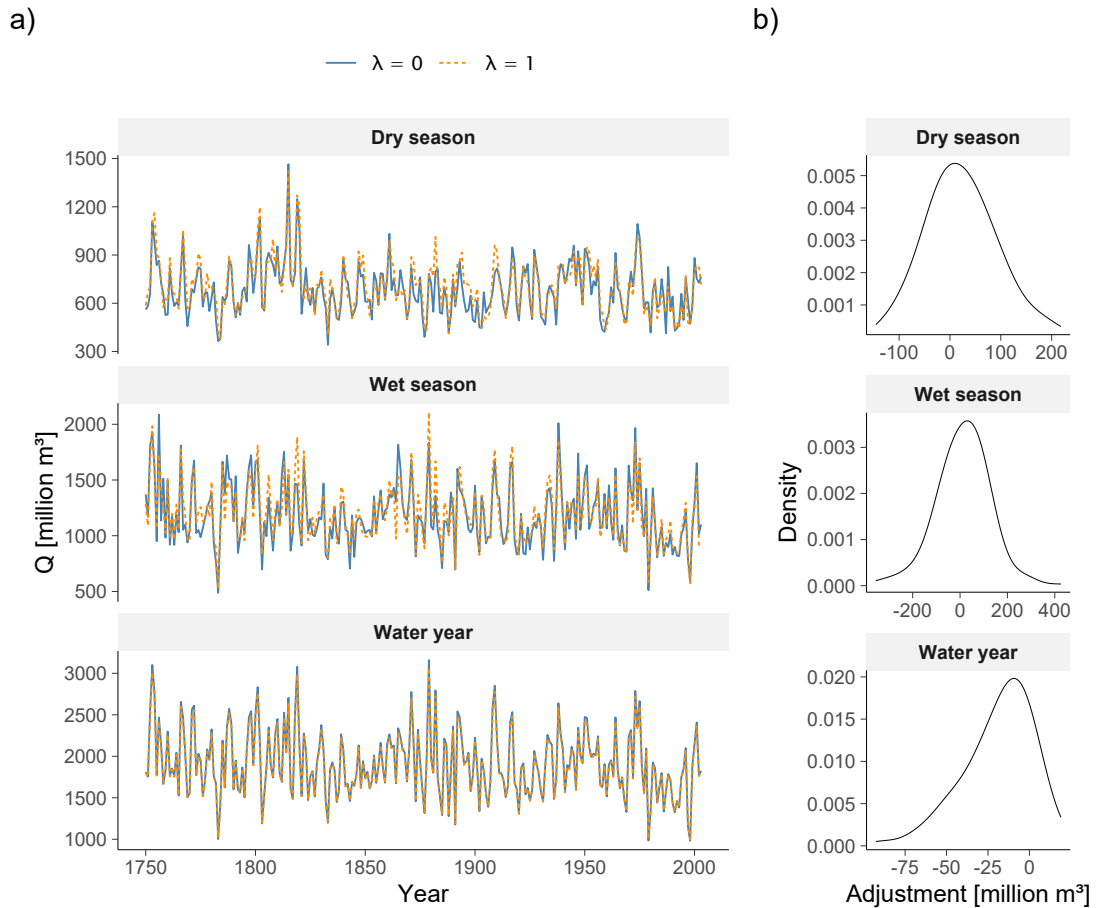 a)
λ = 0 λ = 1
Dry season
1500
1200
900
600
300
Wet season
2000
1500
1000
500
Water year
3000
2500
2000
1500
1000
1750 1800 1850 1900 1950 2000
Year
Q [million m³]
b)
Dry season
0.005
0.004
0.003
0.002
0.001
-100 0 100 200
Wet season
0.003
0.002
0.001
0.000
-200 0 200 400
Water year
0.020
0.015
0.010
0.005
0.000
-75 -50 -25 0
Adjustment [million m³]
Density